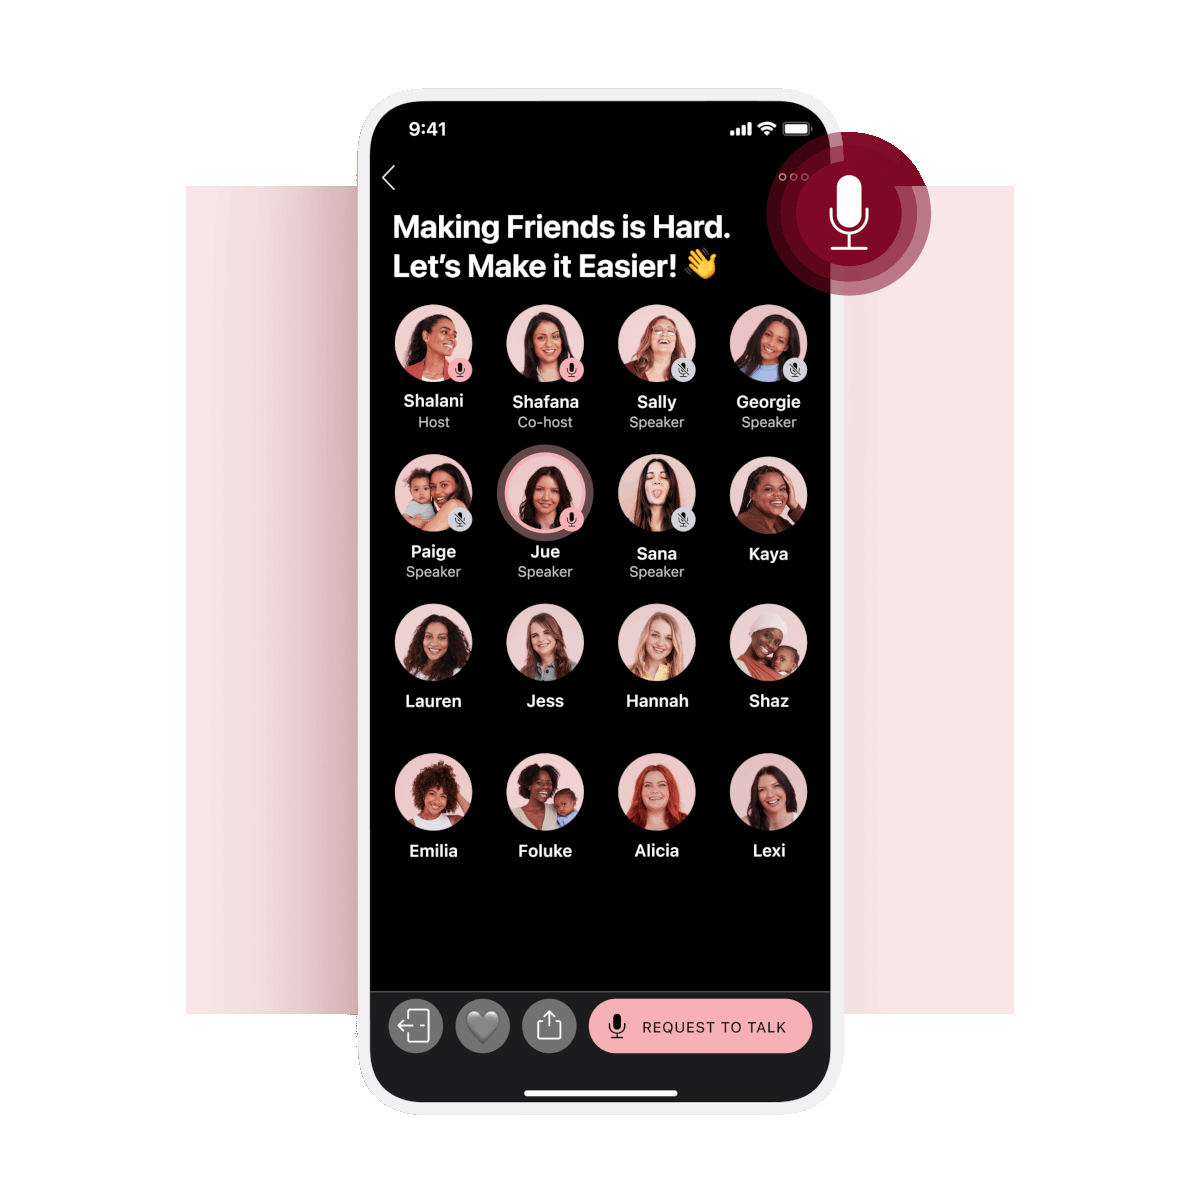 9:41
Making Friends is Hard.
Let's Make it Easier! 👋
Shalani Shafana Sally Georgie
Host Co-host Speaker Speaker
Paige Jue Sana Kaya
Speaker Speaker Speaker
Lauren Jess Hannah Shaz
Emilia Foluke Alicia Lexi
REQUEST TO TALK